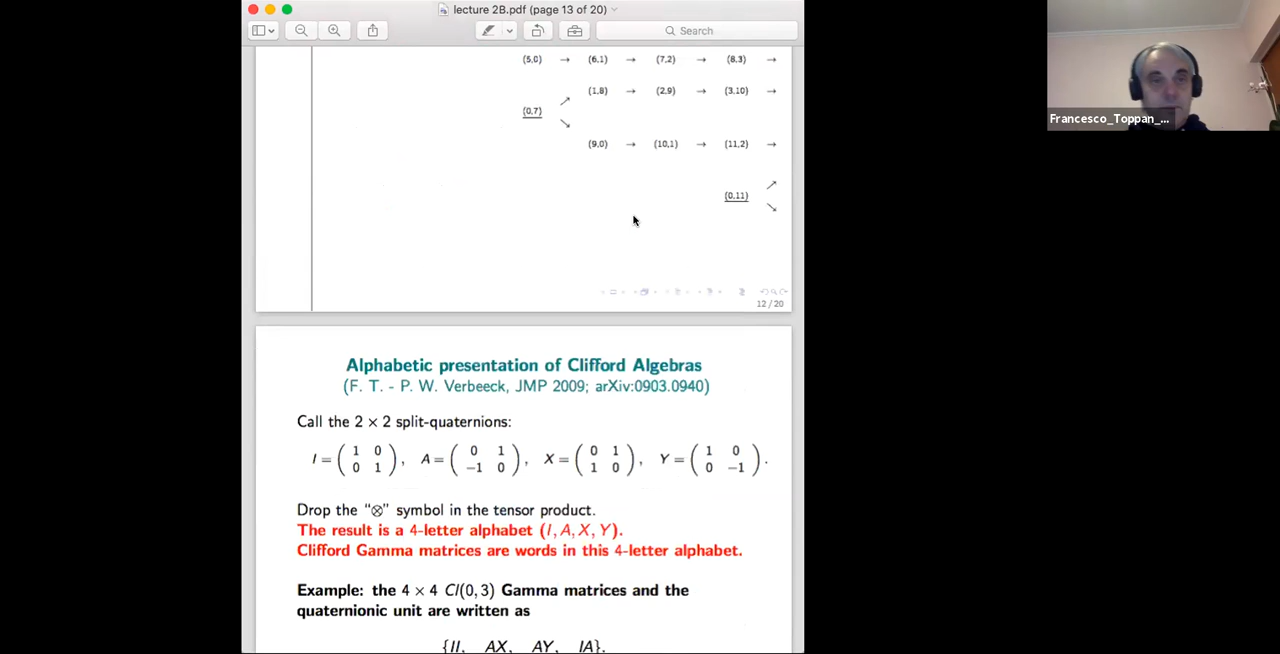 lecture 2B.pdf (page 13 of 20)
Search
(5,0) → (6,1) → (7,2) → (8,3) →
(1,8) → (2,9) → (3,10) →
(0,7) ↗ ↘
(9,0) → (10,1) → (11,2) →
(0,11) ↗ ↘
12 / 20
Alphabetic presentation of Clifford Algebras
(F. T. - P. W. Verbeeck, JMP 2009; arXiv:0903.0940)
Call the 2 × 2 split-quaternions:
I = ( 1 0 ; 0 1 ), A = ( 0 1 ; −1 0 ), X = ( 0 1 ; 1 0 ), Y = ( 1 0 ; 0 −1 ).
Drop the "⊗" symbol in the tensor product.
The result is a 4-letter alphabet (I, A, X, Y).
Clifford Gamma matrices are words in this 4-letter alphabet.
Example: the 4 × 4 Cl(0, 3) Gamma matrices and the
quaternionic unit are written as
{II, AX, AY, IA}.
Francesco_Toppan_...